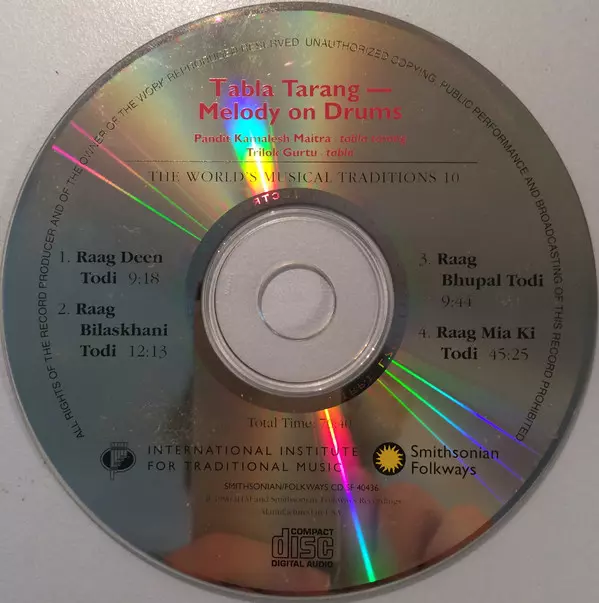 ALL RIGHTS OF THE RECORD PRODUCER AND OF THE OWNER OF THE WORK REPRODUCED RESERVED UNAUTHORIZED COPYING, PUBLIC PERFORMANCE AND BROADCASTING OF THIS RECORD PROHIBITED
Tabla Tarang —
Melody on Drums
Pandit Kamalesh Maitra - tabla tarang
Trilok Gurtu - tabla
THE WORLD'S MUSICAL TRADITIONS 10
1. Raag Deen
Todi 9:18
2. Raag
Bilaskhani
Todi 12:13
3. Raag
Bhupal Todi
9:44
4. Raag Mia Ki
Todi 45:25
Total Time:
INTERNATIONAL INSTITUTE
FOR TRADITIONAL MUSIC
Smithsonian
Folkways
SMITHSONIAN/FOLKWAYS CD SF 40436
and Smithsonian Folkways Recordings
COMPACT
disc
DIGITAL AUDIO